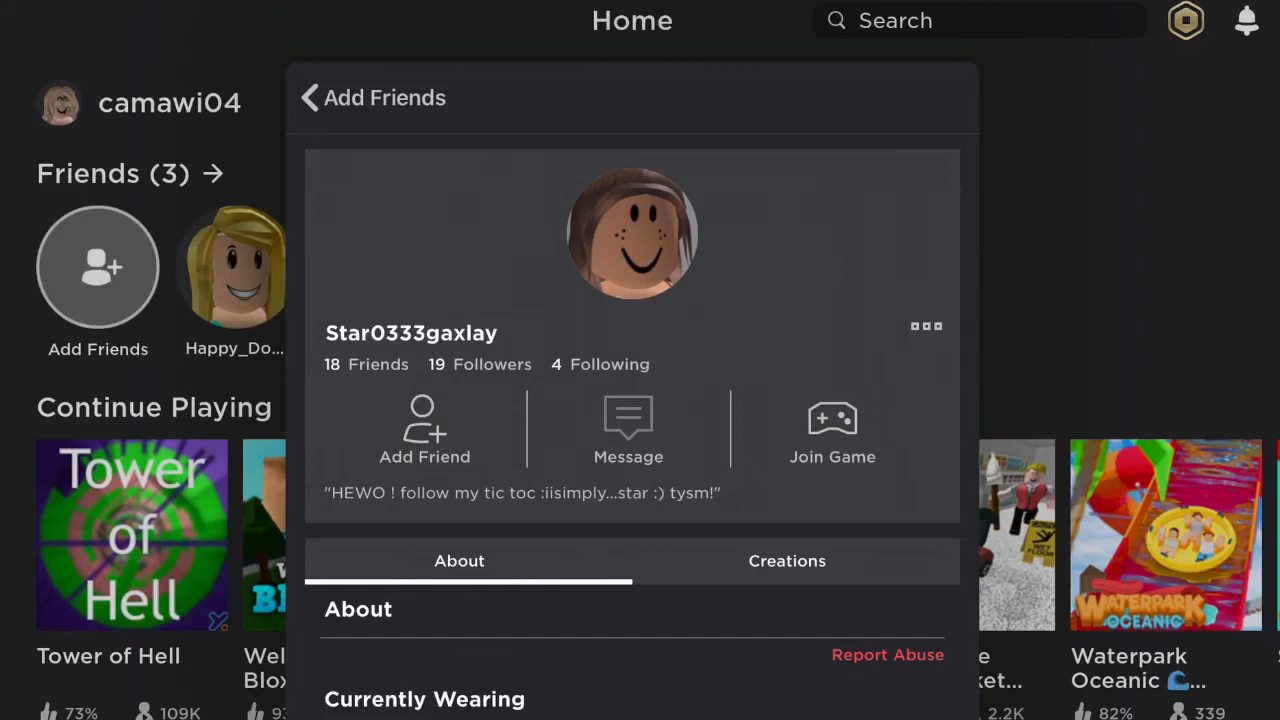 Home
Search
camawi04
Add Friends
Friends (3)
Add Friends
Happy_Do...
Star0333gaxlay
18 Friends 19 Followers 4 Following
Add Friend
Message
Join Game
"HEWO ! follow my tic toc :iisimply...star :) tysm!"
Continue Playing
About
Creations
About
Report Abuse
Currently Wearing
Tower
of
Hell
Tower of Hell
73% 109K
Wel
Blox
2.2K
WATERPARK
OCEANIC
Waterpark
Oceanic 🌊...
82% 339